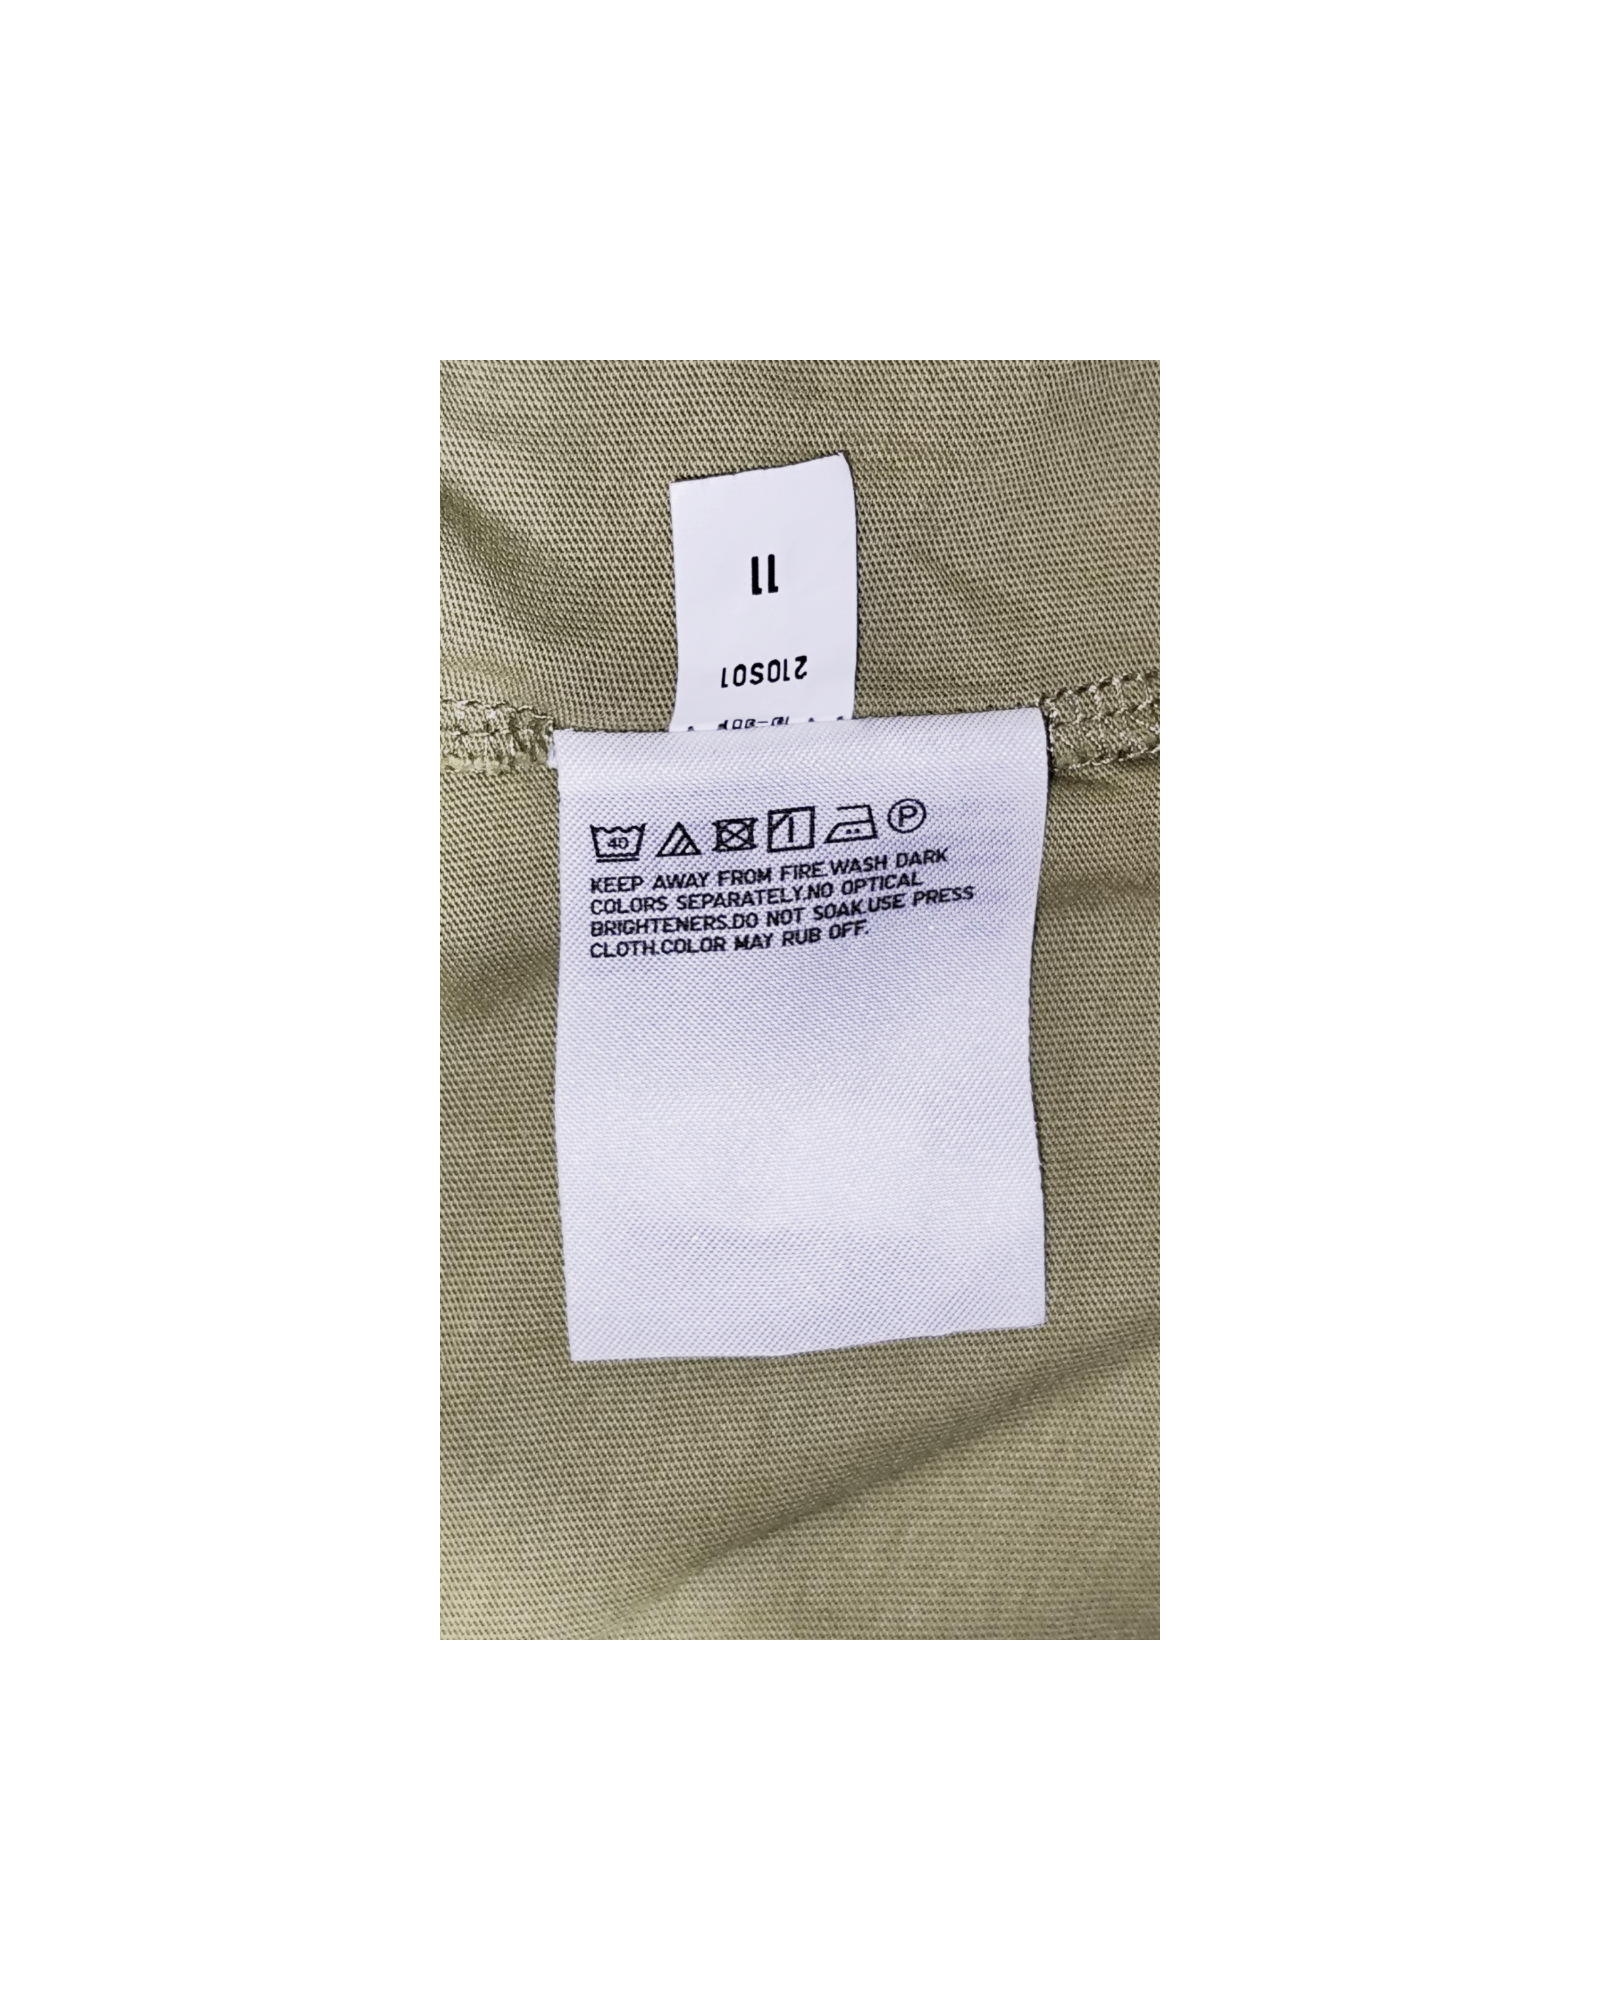 11
210S01
40
P
KEEP AWAY FROM FIRE.WASH DARK
COLORS SEPARATELY.NO OPTICAL
BRIGHTENERS.DO NOT SOAK.USE PRESS
CLOTH.COLOR MAY RUB OFF.